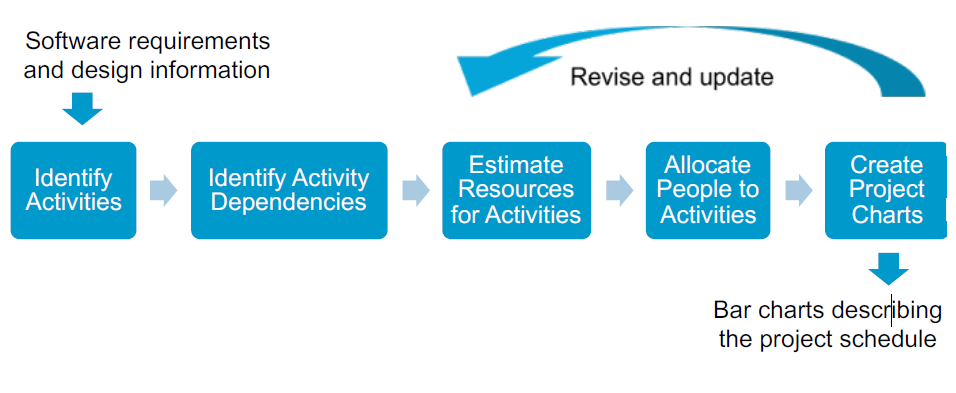 Software requirements
and design information
Revise and update
Identify
Activities
Identify Activity
Dependencies
Estimate
Resources
for Activities
Allocate
People to
Activities
Create
Project
Charts
Bar charts describing
the project schedule